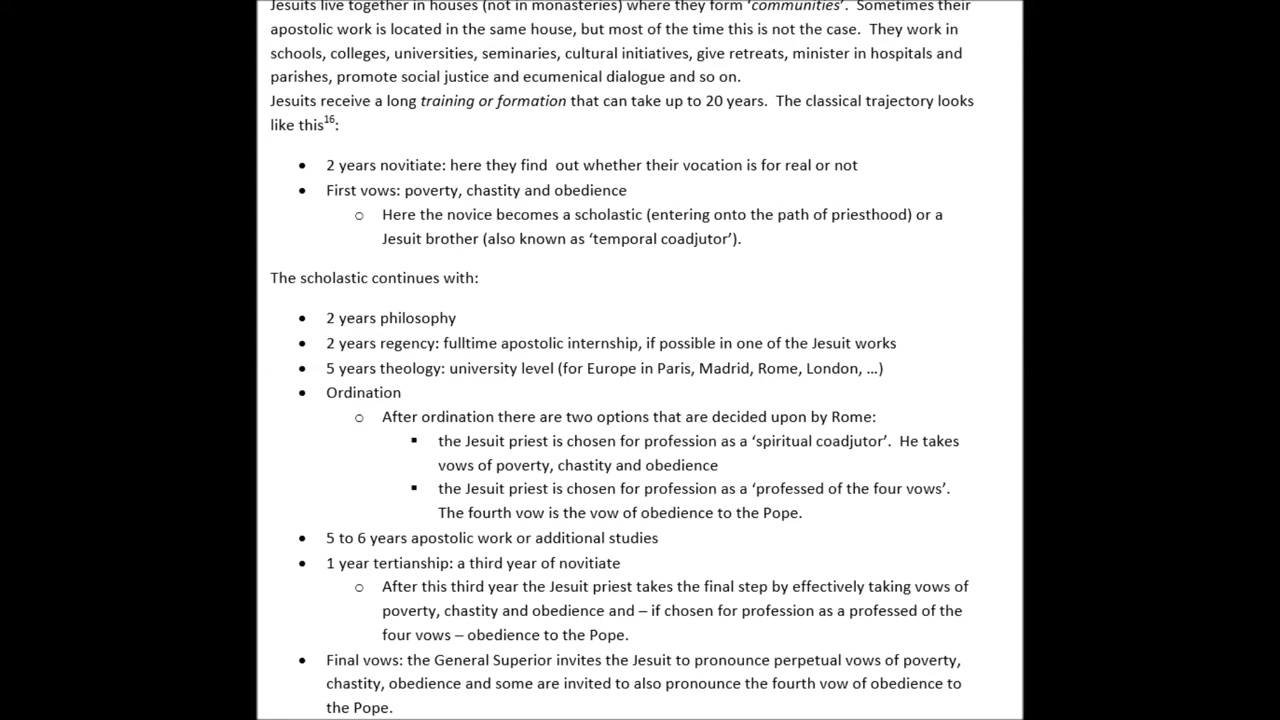 Jesuits live together in houses (not in monasteries) where they form ‘communities’.  Sometimes their
apostolic work is located in the same house, but most of the time this is not the case.  They work in
schools, colleges, universities, seminaries, cultural initiatives, give retreats, minister in hospitals and
parishes, promote social justice and ecumenical dialogue and so on.
Jesuits receive a long training or formation that can take up to 20 years.  The classical trajectory looks
like this16:
• 2 years novitiate: here they find  out whether their vocation is for real or not
• First vows: poverty, chastity and obedience
o Here the novice becomes a scholastic (entering onto the path of priesthood) or a
Jesuit brother (also known as ‘temporal coadjutor’).
The scholastic continues with:
• 2 years philosophy
• 2 years regency: fulltime apostolic internship, if possible in one of the Jesuit works
• 5 years theology: university level (for Europe in Paris, Madrid, Rome, London, …)
• Ordination
o After ordination there are two options that are decided upon by Rome:
▪ the Jesuit priest is chosen for profession as a ‘spiritual coadjutor’.  He takes
vows of poverty, chastity and obedience
▪ the Jesuit priest is chosen for profession as a ‘professed of the four vows’.
The fourth vow is the vow of obedience to the Pope.
• 5 to 6 years apostolic work or additional studies
• 1 year tertianship: a third year of novitiate
o After this third year the Jesuit priest takes the final step by effectively taking vows of
poverty, chastity and obedience and – if chosen for profession as a professed of the
four vows – obedience to the Pope.
• Final vows: the General Superior invites the Jesuit to pronounce perpetual vows of poverty,
chastity, obedience and some are invited to also pronounce the fourth vow of obedience to
the Pope.